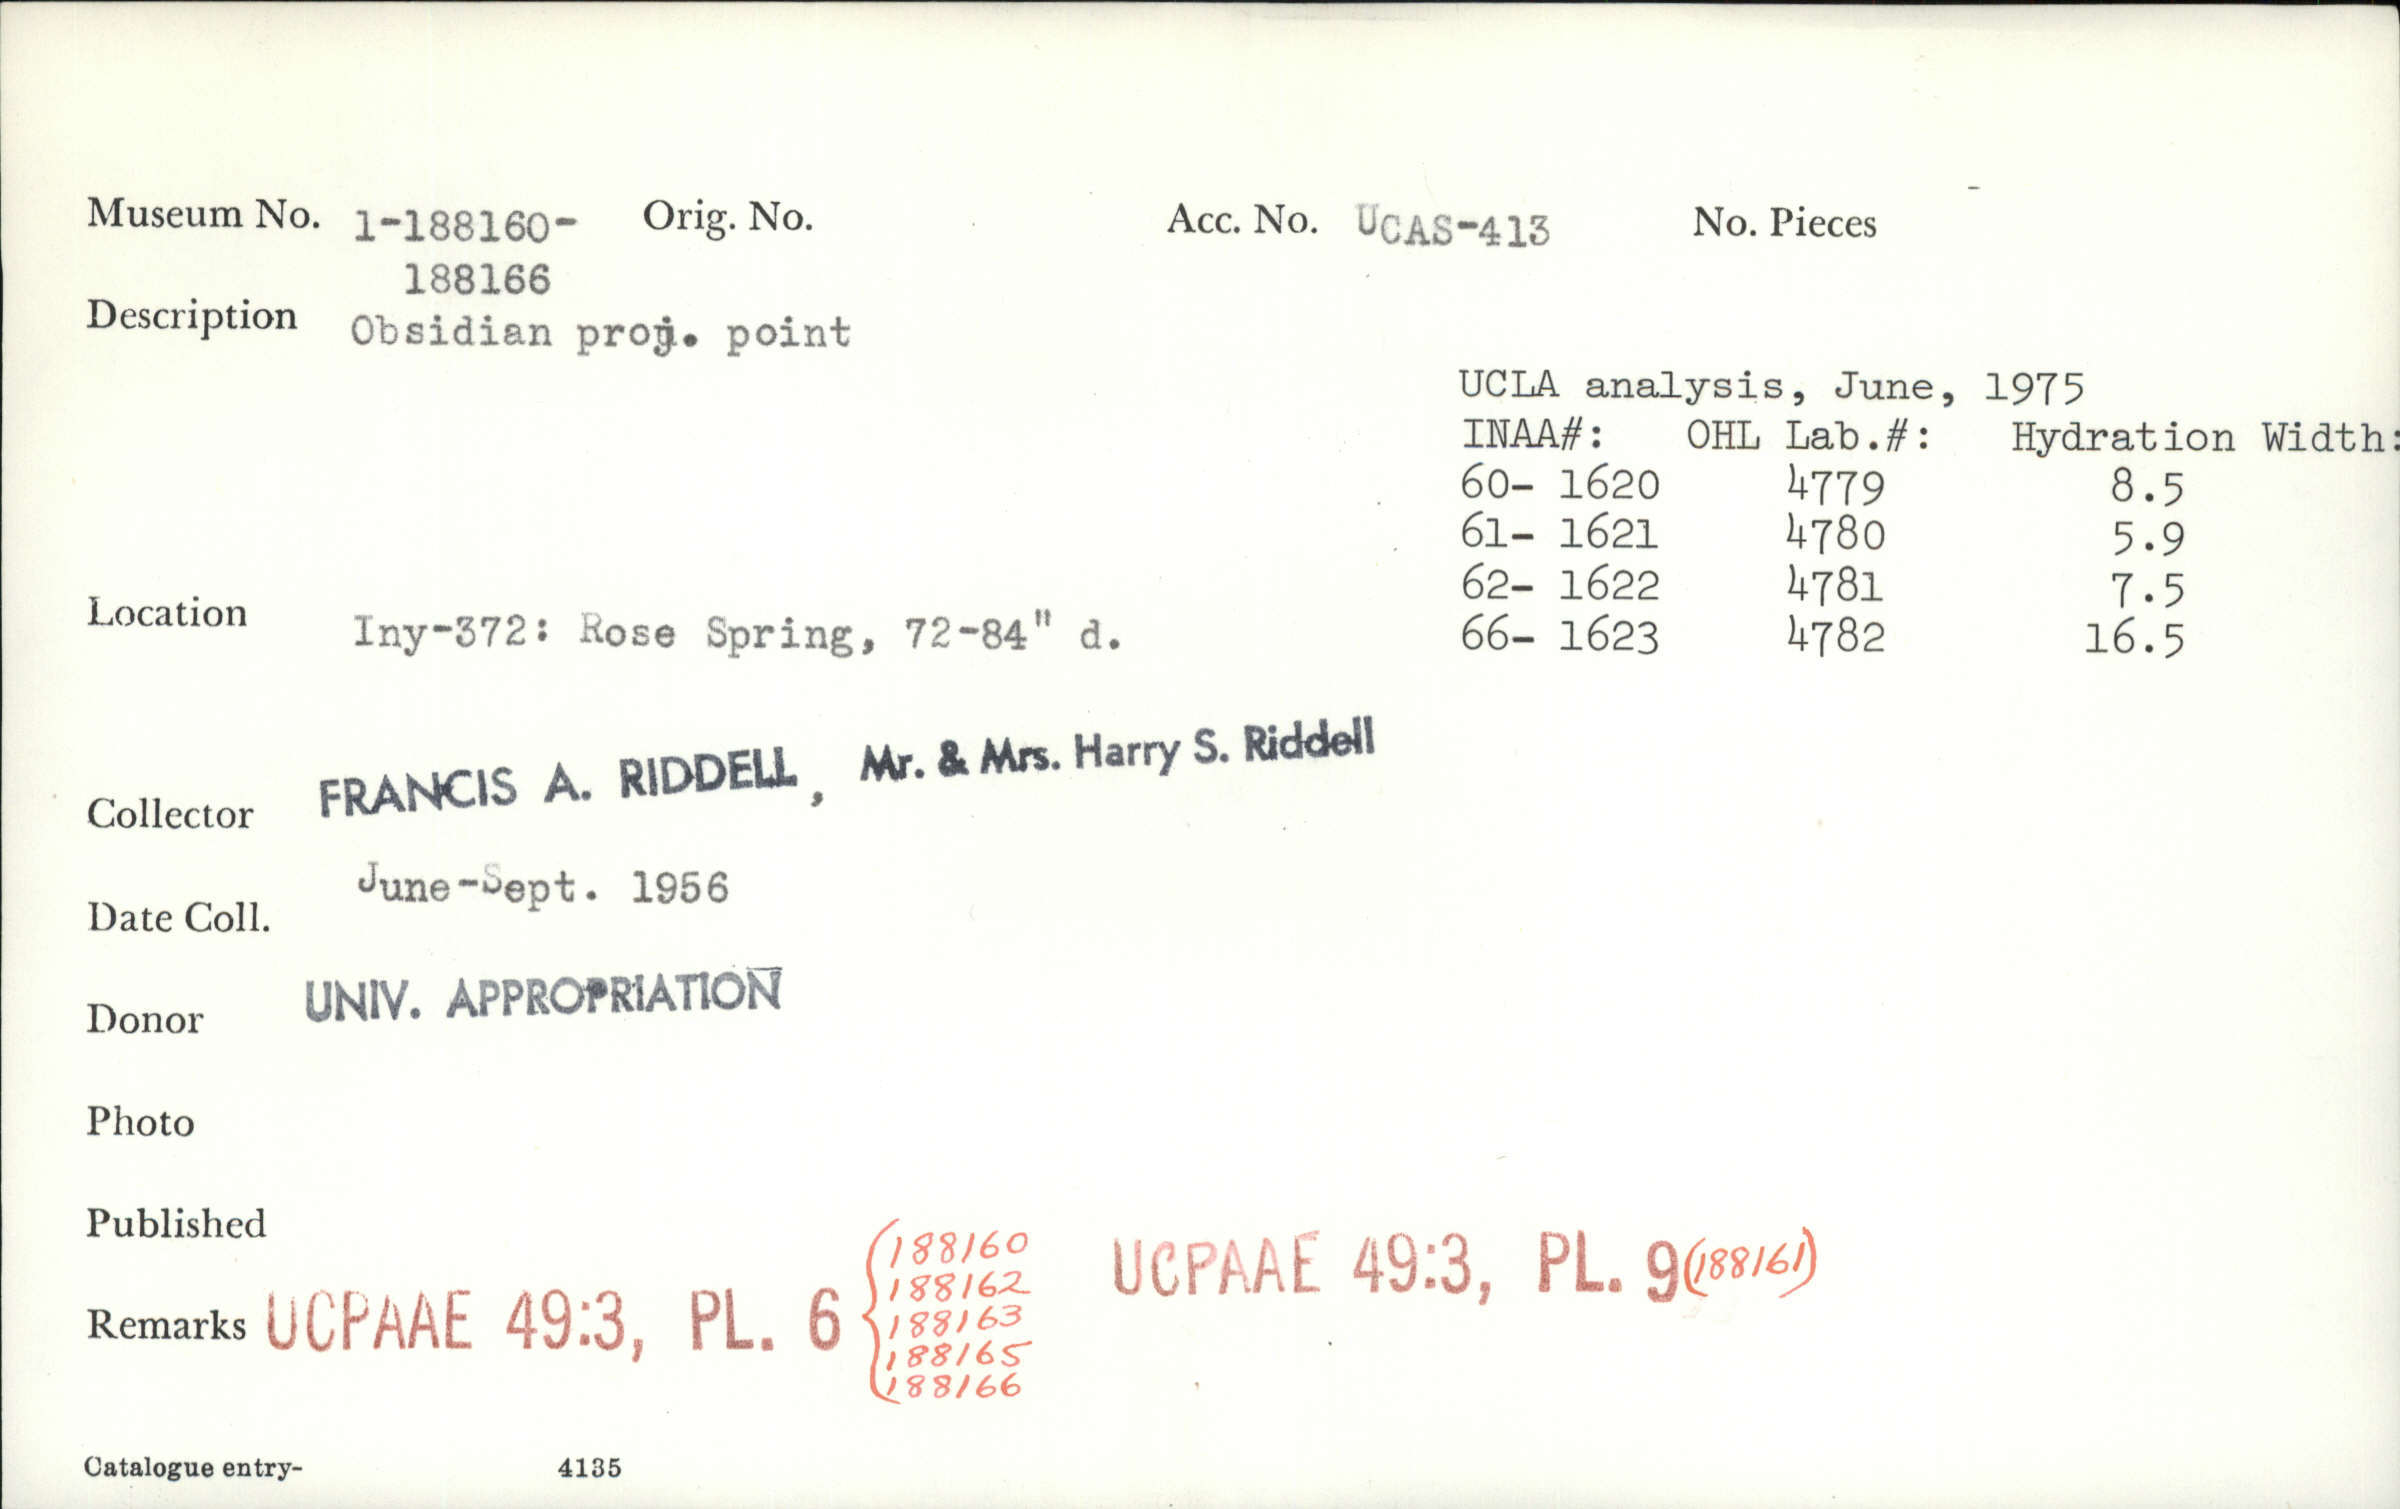 Museum No. 1-188160- Orig. No. Acc. No. UCAS-413 No. Pieces
188166
Description Obsidian proj. point
UCLA analysis, June, 1975
INAA#: OHL Lab.#: Hydration Width:
60- 1620 4779 8.5
61- 1621 4780 5.9
62- 1622 4781 7.5
66- 1623 4782 16.5
Location Iny-372: Rose Spring, 72-84" d.
Collector FRANCIS A. RIDDELL, Mr. & Mrs. Harry S. Riddell
Date Coll. June-Sept. 1956
Donor UNIV. APPROPRIATION
Photo
Published
Remarks UCPAAE 49:3, PL. 6
188160
188162
188163
188165
188166
UCPAAE 49:3, PL. 9 (188161)
Catalogue entry- 4135